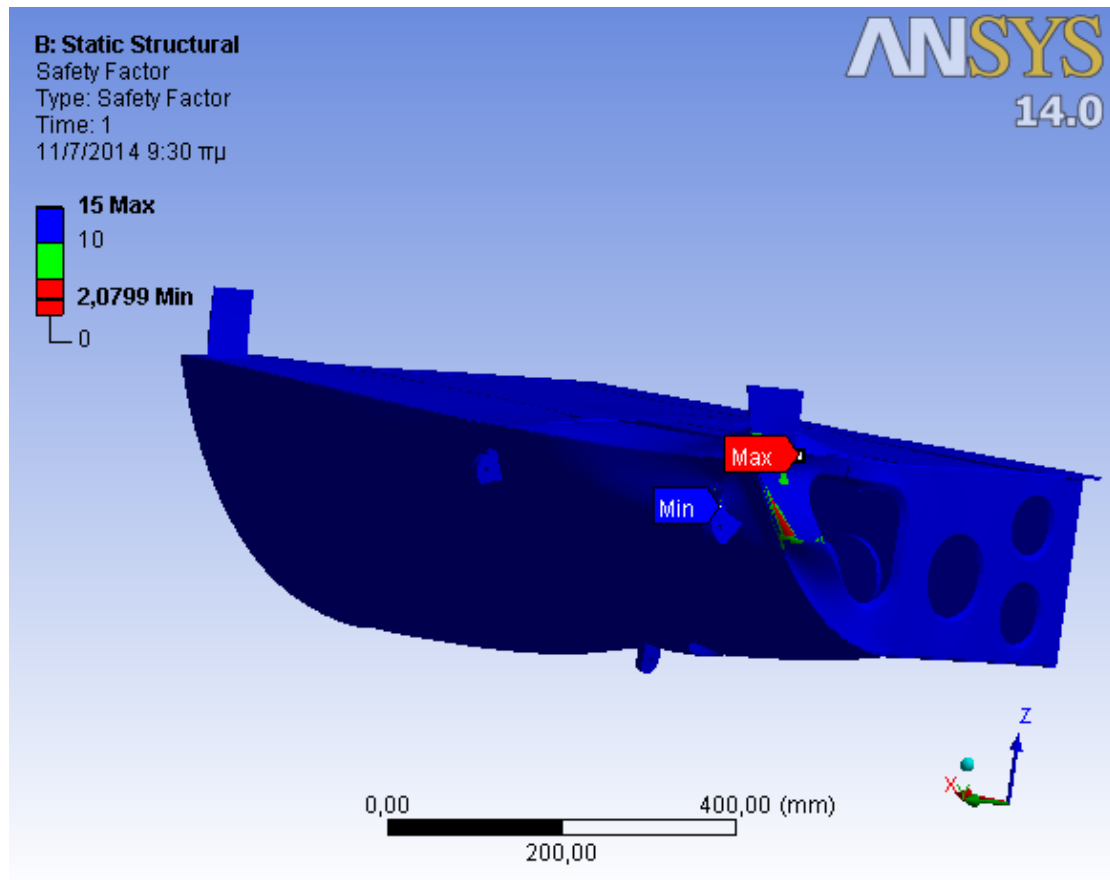 B: Static Structural
Safety Factor
Type: Safety Factor
Time: 1
11/7/2014 9:30 πμ
ANSYS
14.0
15 Max
10
2,0799 Min
0
Max
Min
Z
X
0,00
400,00 (mm)
200,00